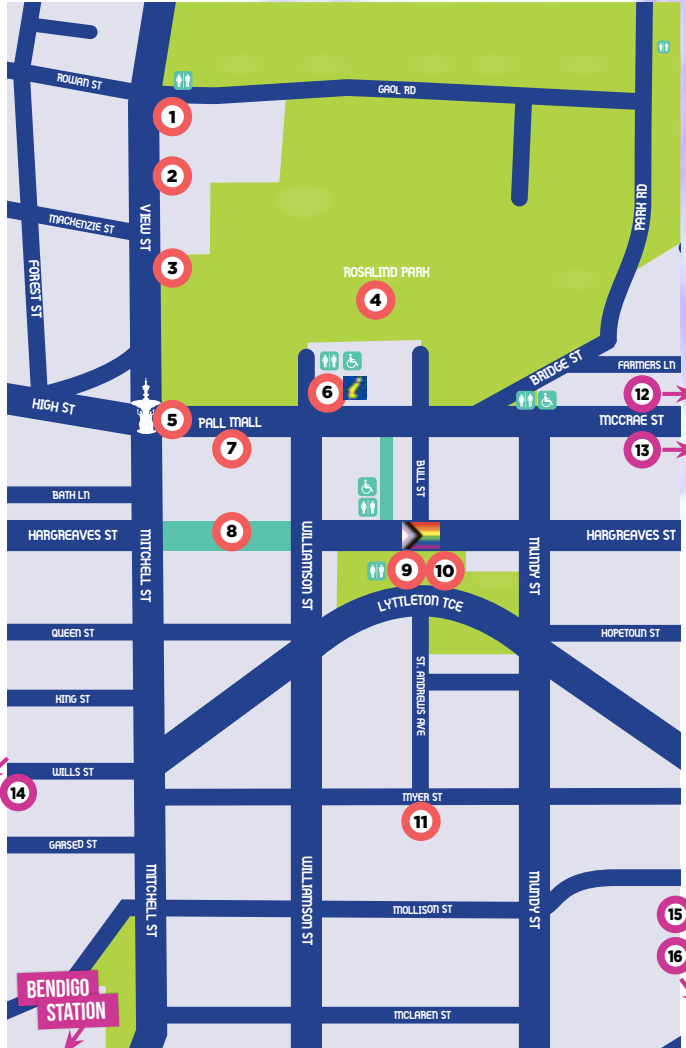 ROWAN ST
GAOL RD
1
2
VIEW ST
PARK RD
MACKENZIE ST
3
FOREST ST
ROSALIND PARK
4
BRIDGE ST
FARMERS LN
6
i
12
HIGH ST
5
PALL MALL
MCCRAE ST
7
13
BULL ST
BATH LN
HARGREAVES ST
8
HARGREAVES ST
MITCHELL ST
WILLIAMSON ST
MUNDY ST
9
10
LYTTLETON TCE
QUEEN ST
HOPETOUN ST
ST. ANDREWS AVE
KING ST
WILLS ST
14
MYER ST
11
GARSED ST
MITCHELL ST
WILLIAMSON ST
MUNDY ST
MOLLISON ST
15
16
BENDIGO
STATION
MCLAREN ST